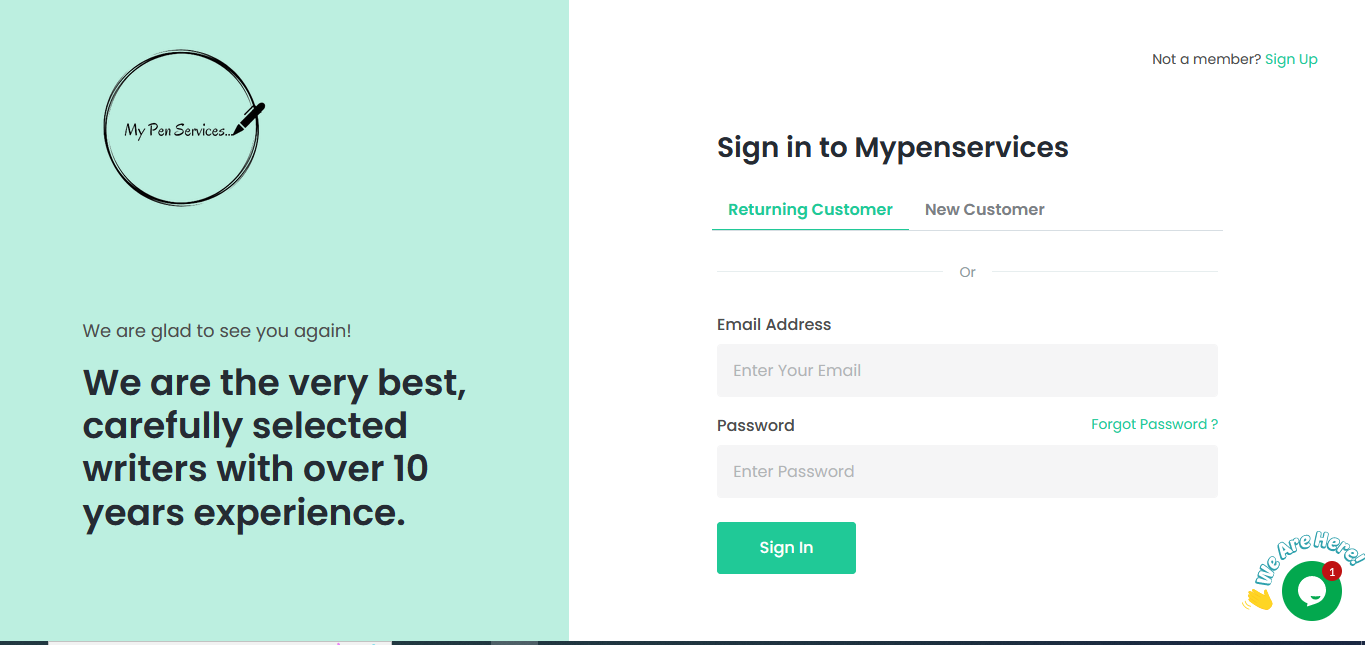 My Pen Services...
We are glad to see you again!
We are the very best,
carefully selected
writers with over 10
years experience.
Not a member? Sign Up
Sign in to Mypenservices
Returning Customer New Customer
Or
Email Address
Enter Your Email
Password Forgot Password ?
Enter Password
Sign In
We Are Here!
1